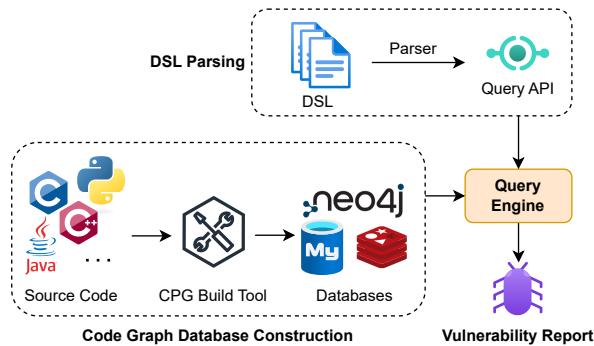 DSL Parsing
Parser
DSL
Query API
C
C++
Java
...
neo4j
My
Query
Engine
Source Code
CPG Build Tool
Databases
Code Graph Database Construction
Vulnerability Report